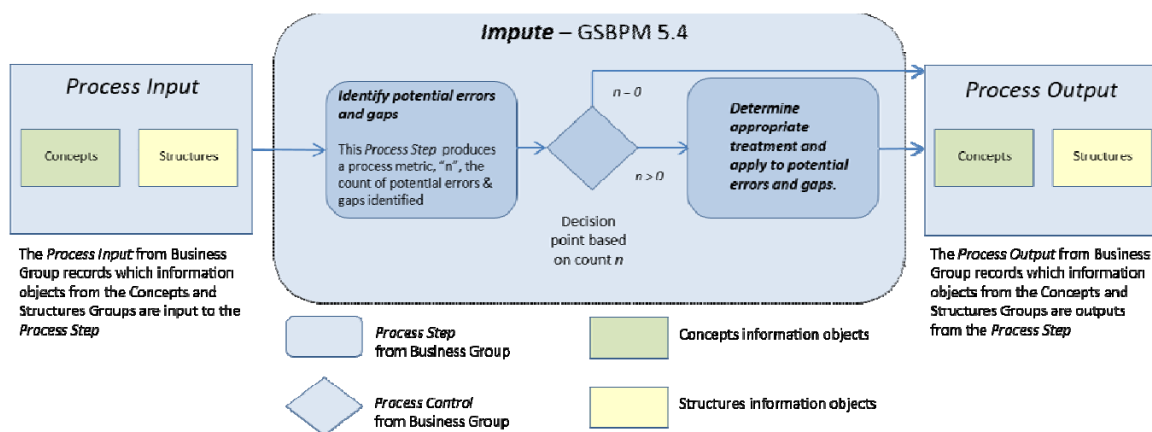 Impute – GSBPM 5.4
Process Input
Concepts
Structures
The Process Input from Business
Group records which information
objects from the Concepts and
Structures Groups are input to the
Process Step
Identify potential errors
and gaps
This Process Step produces
a process metric, "n", the
count of potential errors &
gaps identified
n – 0
n > 0
Decision
point based
on count n
Determine
appropriate
treatment and
apply to potential
errors and gaps.
Process Output
Concepts
Structures
The Process Output from Business
Group records which information
objects from the Concepts and
Structures Groups are outputs
from the Process Step
Process Step
from Business Group
Concepts information objects
Process Control
from Business Group
Structures information objects